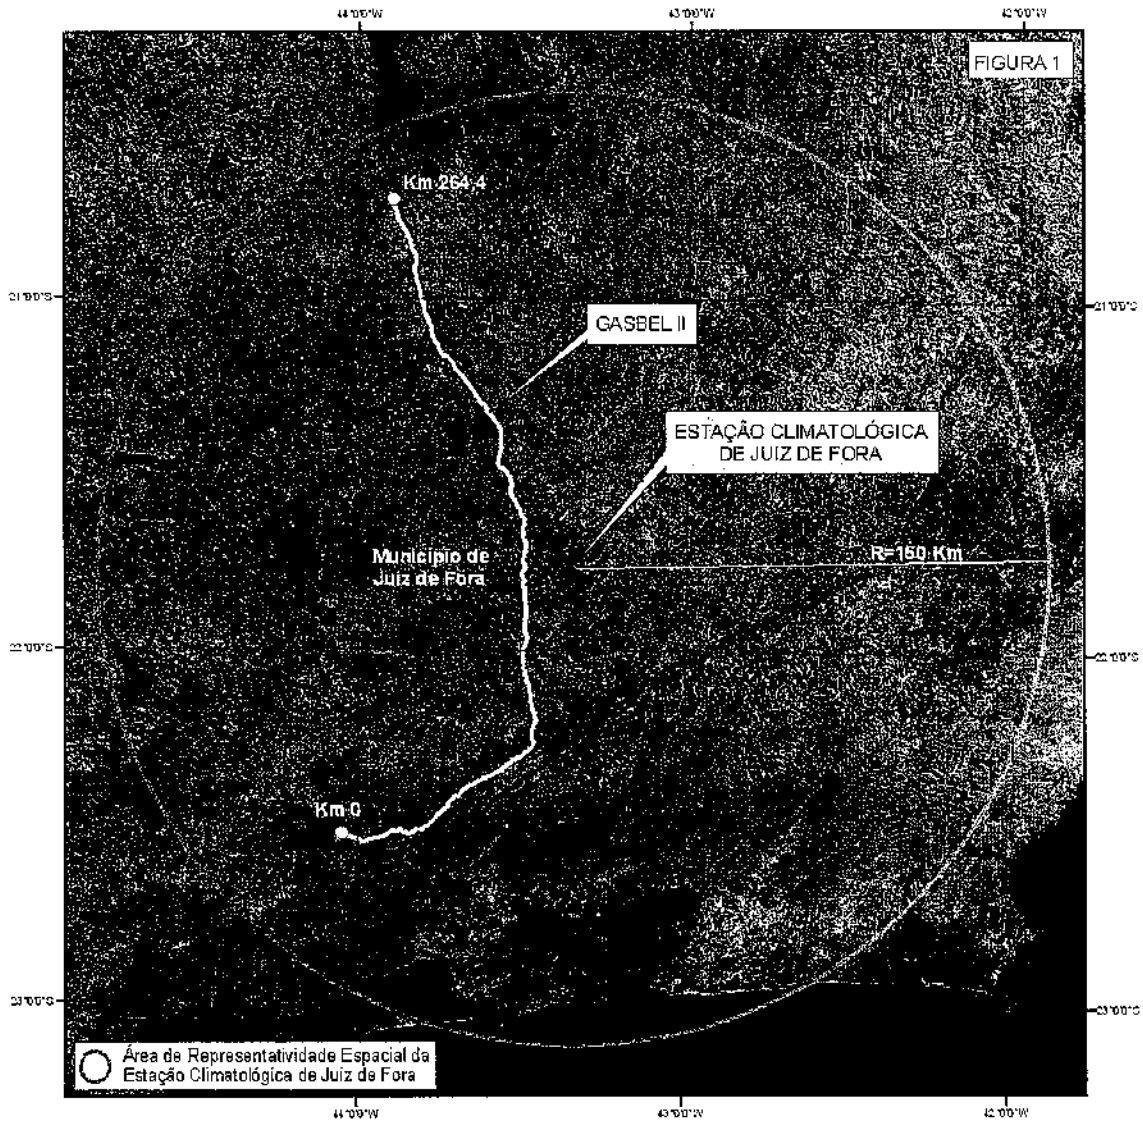 44°00'W 43°00'W 42°00'W
FIGURA 1
Km 264,4
21°00'S 21°00'S
GASBEL II
ESTAÇÃO CLIMATOLÓGICA
DE JUIZ DE FORA
Município de
Juiz de Fora
R=150 Km
22°00'S 22°00'S
Km 0
23°00'S 23°00'S
Área de Representatividade Espacial da
Estação Climatológica de Juiz de Fora
44°00'W 43°00'W 42°00'W